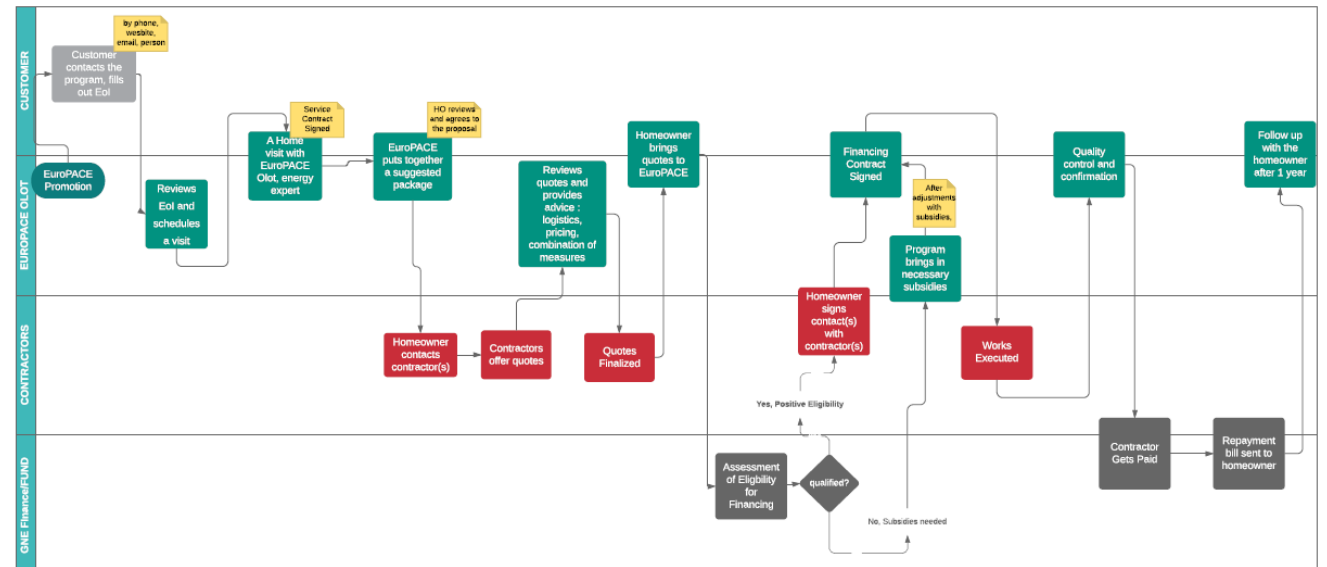 CUSTOMER
by phone,
wesbite,
email, person
Customer
contacts the
program, fills
out EoI
EUROPACE OLOT
EuroPACE
Promotion
Reviews
EoI and
schedules
a visit
Service
Contract
Signed
A Home
visit with
EuroPACE
Olot, energy
expert
HO reviews
and agrees to
the proposal
EuroPACE
puts together
a suggested
package
Reviews
quotes and
provides
advice :
logistics,
pricing,
combination of
measures
Homeowner
brings
quotes to
EuroPACE
Financing
Contract
Signed
After
adjustments
with
subsidies,
Program
brings in
necessary
subsidies
Quality
control and
confirmation
Follow up
with the
homeowner
after 1 year
CONTRACTORS
Homeowner
contacts
contractor(s)
Contractors
offer quotes
Quotes
Finalized
Homeowner
signs
contact(s)
with
contractor(s)
Works
Executed
Yes, Positive Eligibility
GNE Finance/FUND
Assessment
of Eligbility
for
Financing
qualified?
No, Subsidies needed
Contractor
Gets Paid
Repayment
bill sent to
homeowner